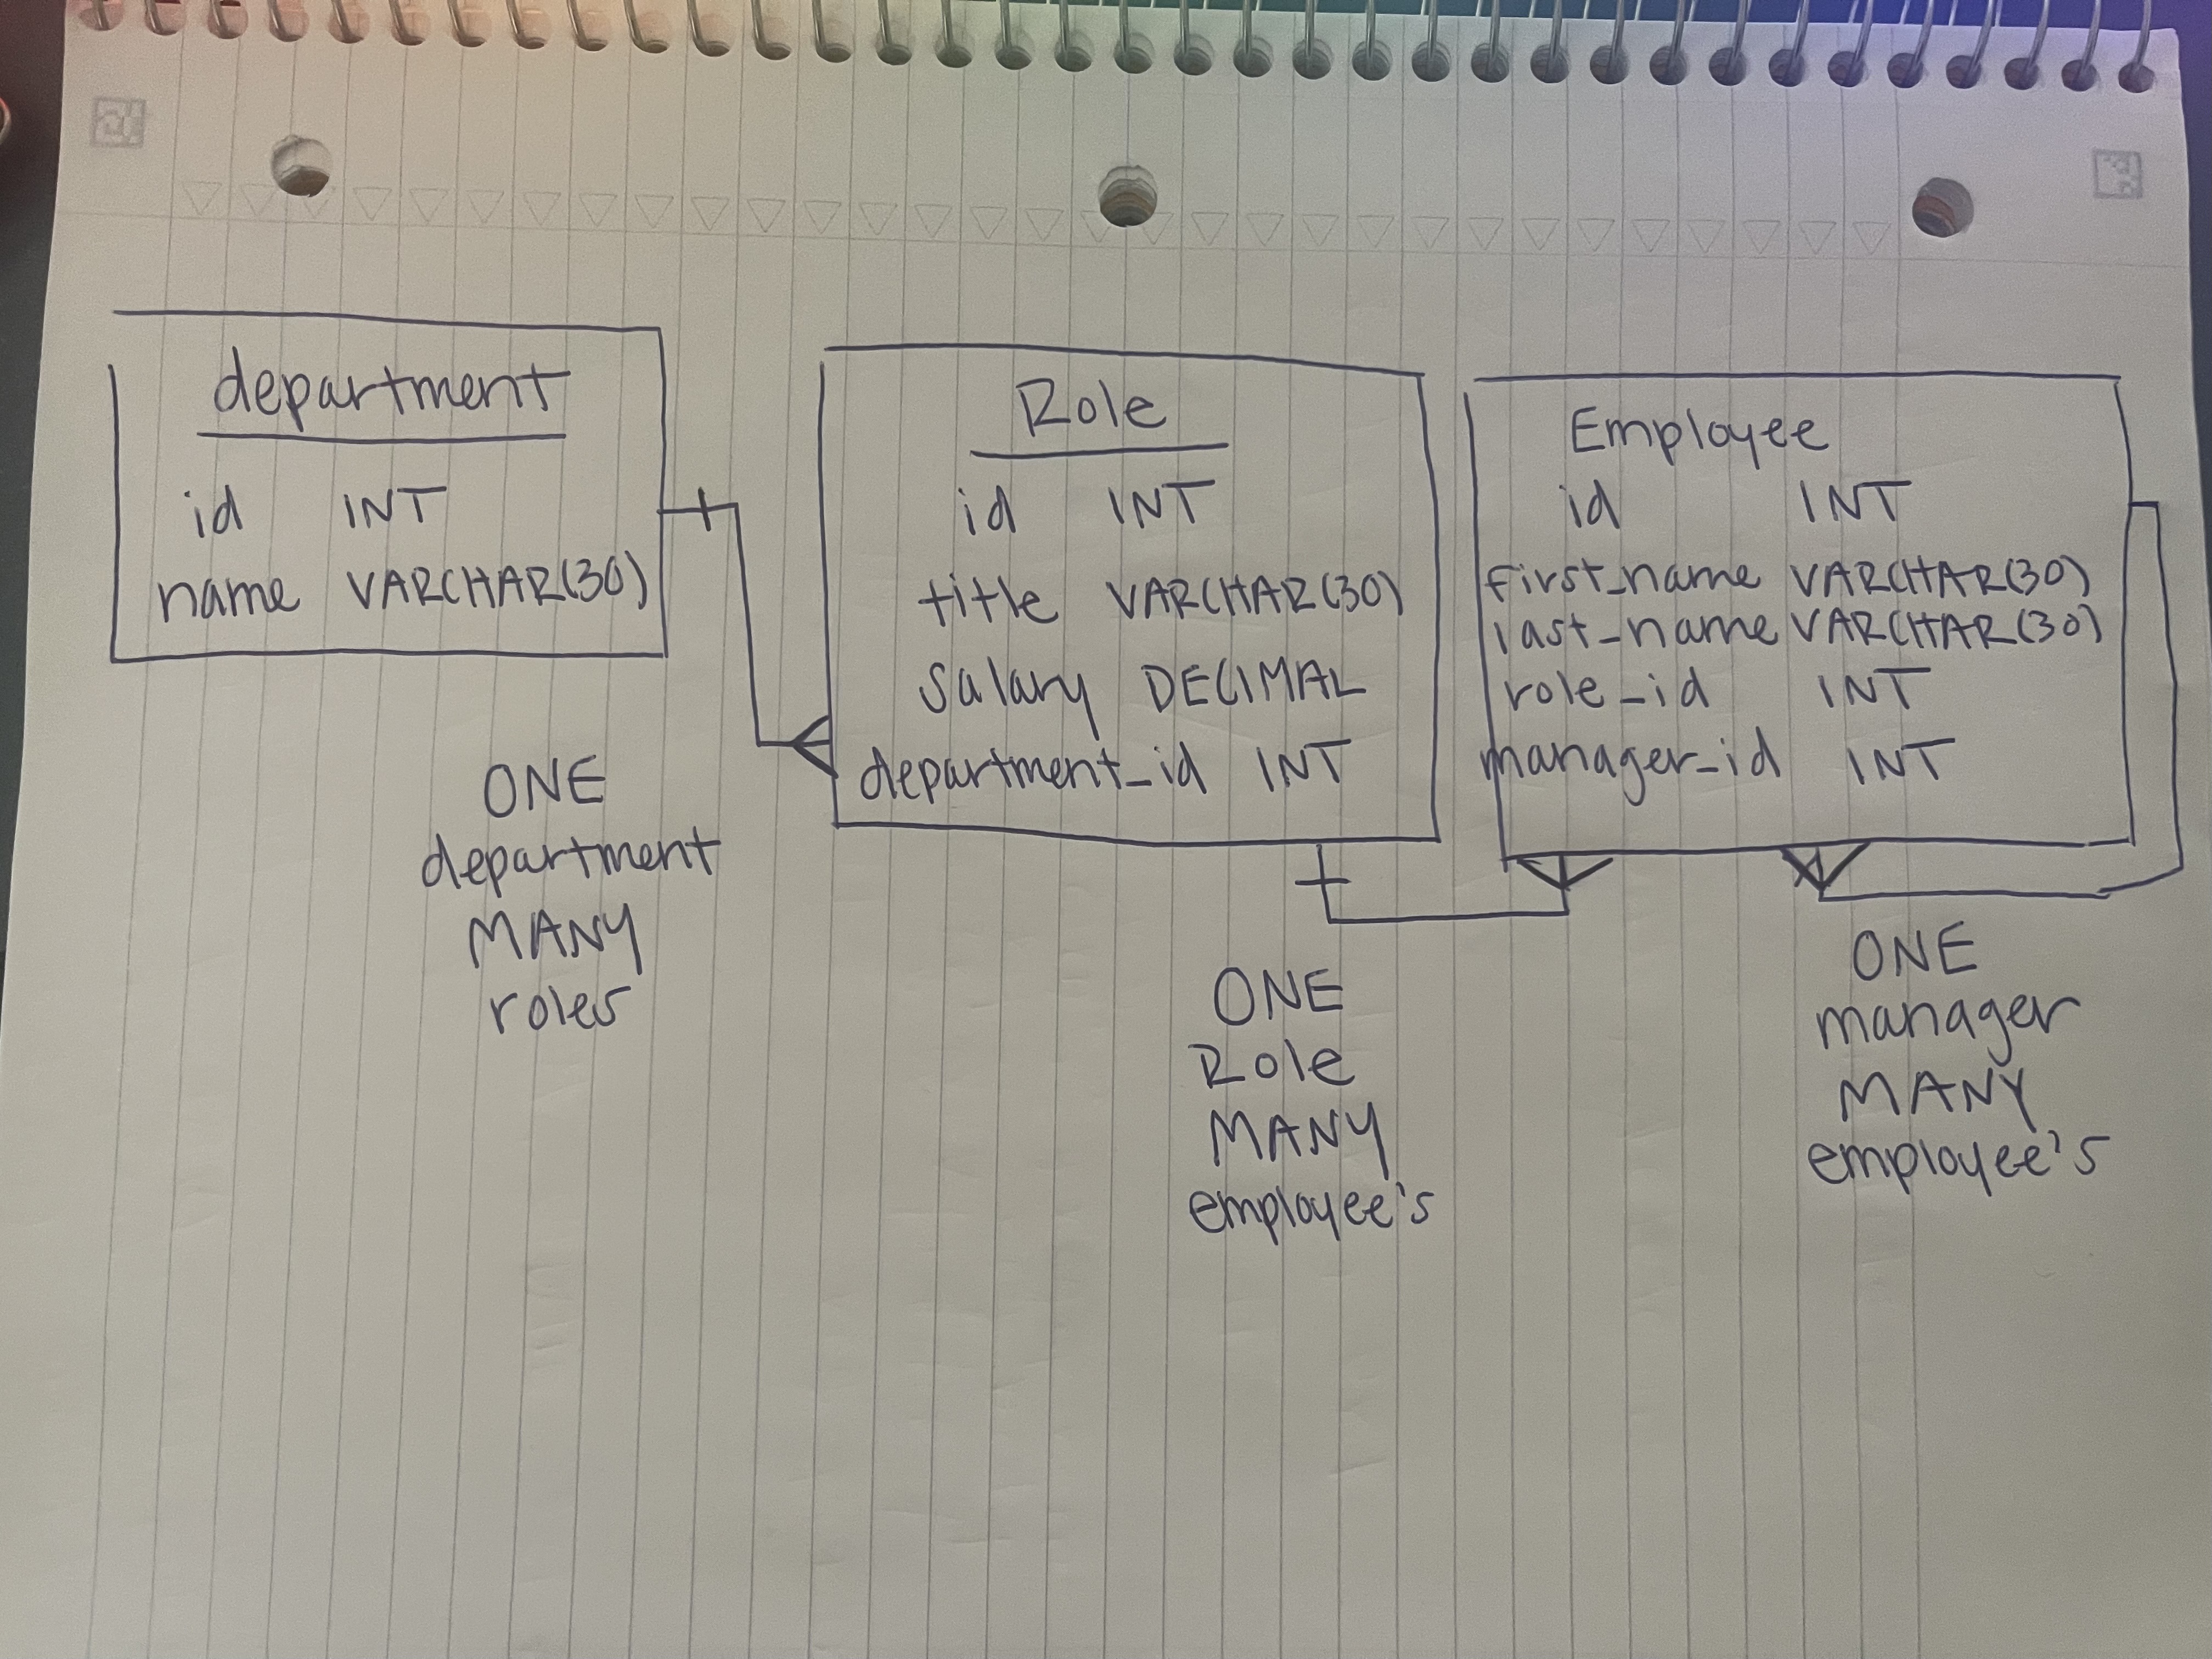 department
id INT
name VARCHAR(30)
ONE
department
MANY
roles
Role
id INT
title VARCHAR(30)
salary DECIMAL
department_id INT
ONE
Role
MANY
employee's
Employee
id INT
first_name VARCHAR(30)
last_name VARCHAR(30)
role_id INT
manager_id INT
ONE
manager
MANY
employee's